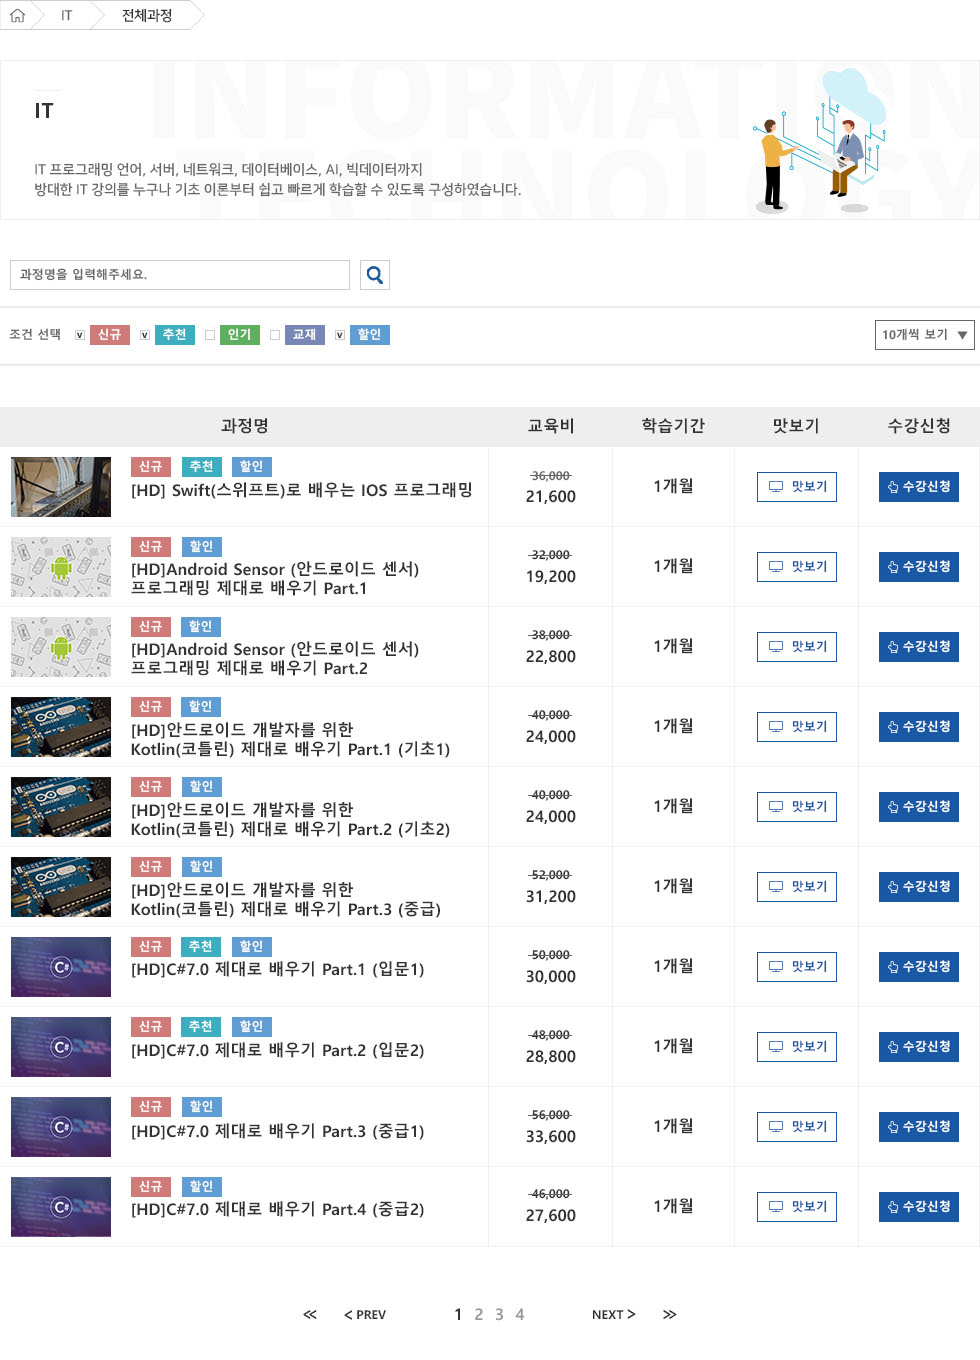 IT
전체과정
INFORMATION
TECHNOLOGY
IT
IT 프로그래밍 언어, 서버, 네트워크, 데이터베이스, AI, 빅데이터까지
방대한 IT 강의를 누구나 기초 이론부터 쉽고 빠르게 학습할 수 있도록 구성하였습니다.
과정명을 입력해주세요.
조건 선택 v 신규 v 추천 인기 교재 v 할인 10개씩 보기 ▼
과정명 교육비 학습기간 맛보기 수강신청
신규 추천 할인
[HD] Swift(스위프트)로 배우는 IOS 프로그래밍
36,000
21,600
1개월 맛보기 수강신청
신규 할인
[HD]Android Sensor (안드로이드 센서)
프로그래밍 제대로 배우기 Part.1
32,000
19,200
1개월 맛보기 수강신청
신규 할인
[HD]Android Sensor (안드로이드 센서)
프로그래밍 제대로 배우기 Part.2
38,000
22,800
1개월 맛보기 수강신청
신규 할인
[HD]안드로이드 개발자를 위한
Kotlin(코틀린) 제대로 배우기 Part.1 (기초1)
40,000
24,000
1개월 맛보기 수강신청
신규 할인
[HD]안드로이드 개발자를 위한
Kotlin(코틀린) 제대로 배우기 Part.2 (기초2)
40,000
24,000
1개월 맛보기 수강신청
신규 할인
[HD]안드로이드 개발자를 위한
Kotlin(코틀린) 제대로 배우기 Part.3 (중급)
52,000
31,200
1개월 맛보기 수강신청
C#
신규 추천 할인
[HD]C#7.0 제대로 배우기 Part.1 (입문1)
50,000
30,000
1개월 맛보기 수강신청
C#
신규 추천 할인
[HD]C#7.0 제대로 배우기 Part.2 (입문2)
48,000
28,800
1개월 맛보기 수강신청
C#
신규 할인
[HD]C#7.0 제대로 배우기 Part.3 (중급1)
56,000
33,600
1개월 맛보기 수강신청
C#
신규 할인
[HD]C#7.0 제대로 배우기 Part.4 (중급2)
46,000
27,600
1개월 맛보기 수강신청
≪ < PREV 1 2 3 4 NEXT > ≫